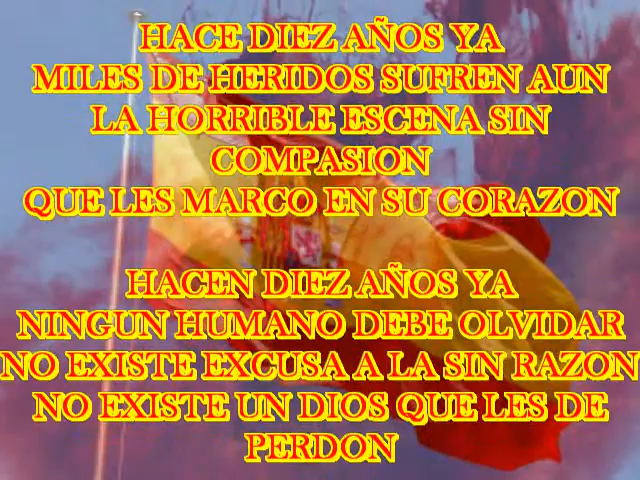 HACE DIEZ AÑOS YA
MILES DE HERIDOS SUFREN AUN
LA HORRIBLE ESCENA SIN
COMPASION
QUE LES MARCO EN SU CORAZON
HACEN DIEZ AÑOS YA
NINGUN HUMANO DEBE OLVIDAR
NO EXISTE EXCUSA A LA SIN RAZON
NO EXISTE UN DIOS QUE LES DE
PERDON